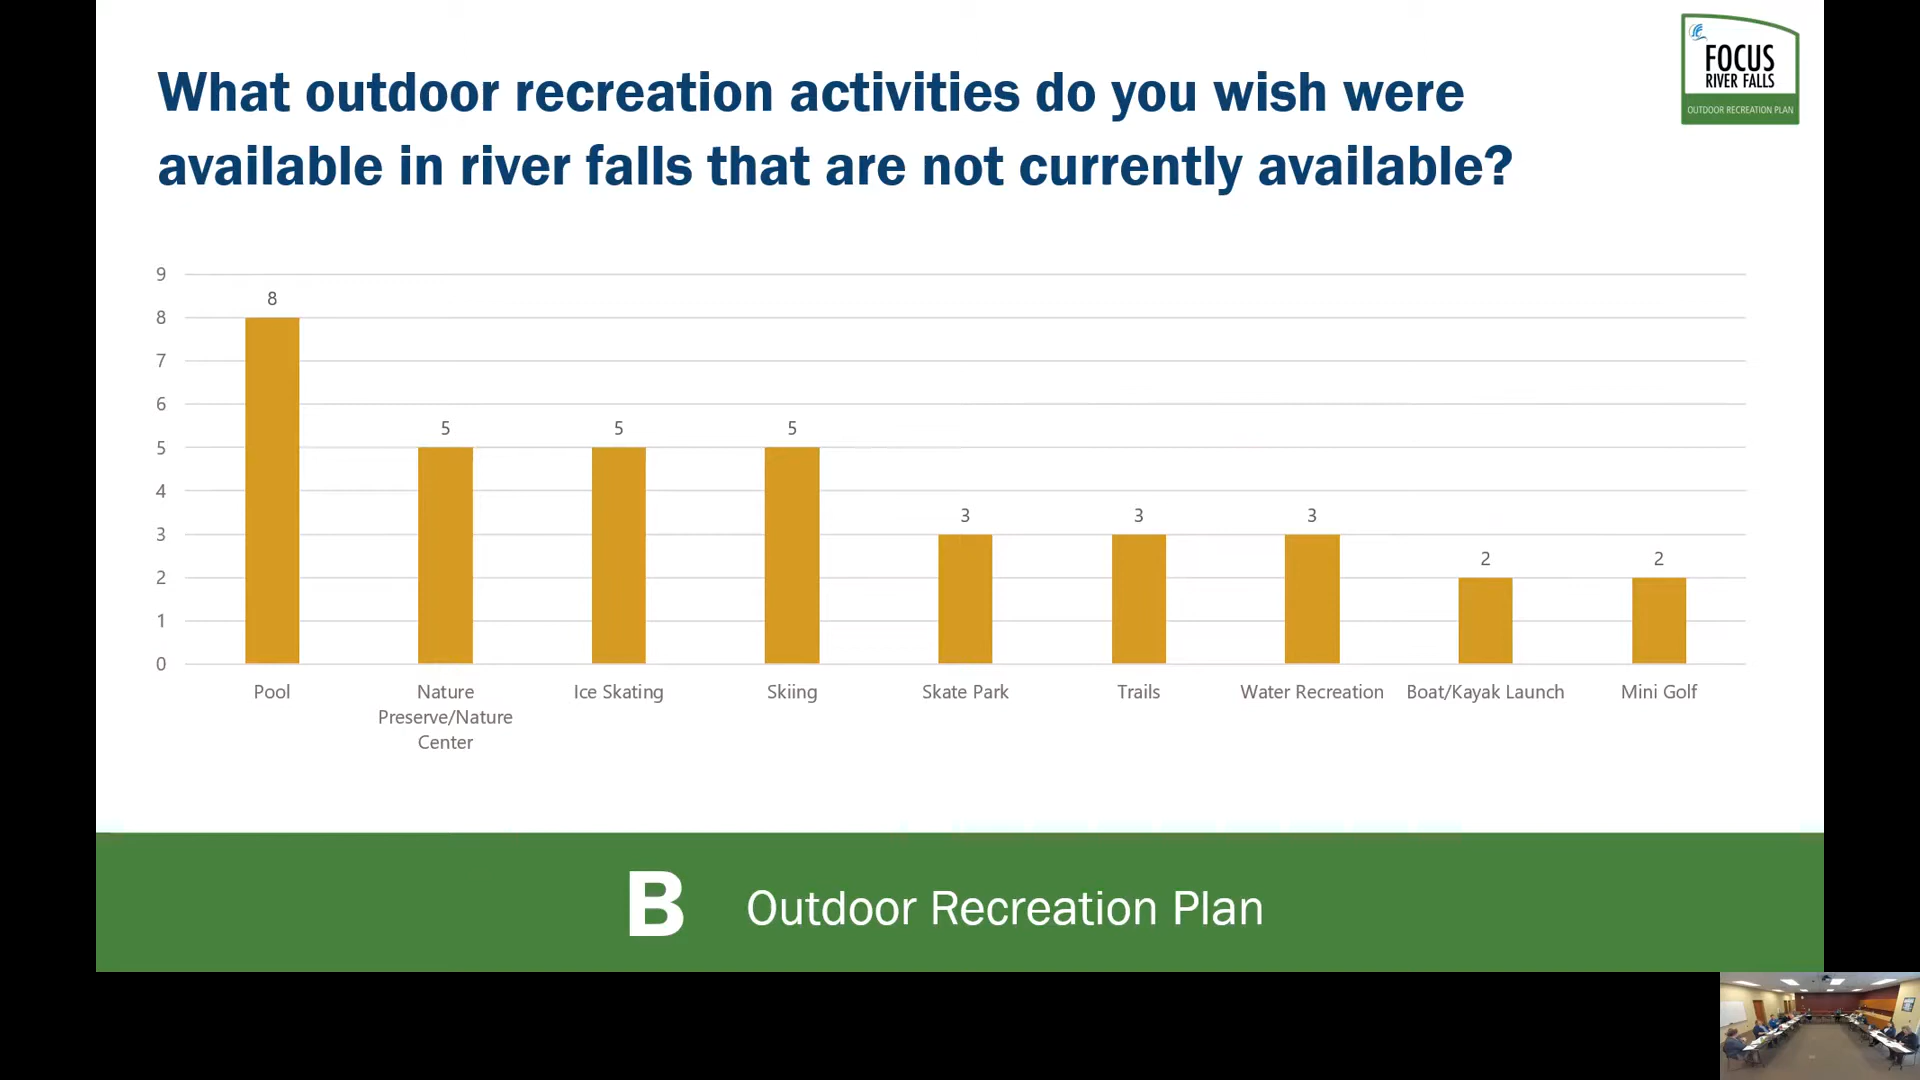 What outdoor recreation activities do you wish were
available in river falls that are not currently available?
FOCUS
RIVER FALLS
OUTDOOR RECREATION PLAN
9
8
7
6
5
4
3
2
1
0
8
5
5
5
3
3
3
2
2
Pool
Nature
Preserve/Nature
Center
Ice Skating
Skiing
Skate Park
Trails
Water Recreation
Boat/Kayak Launch
Mini Golf
B Outdoor Recreation Plan